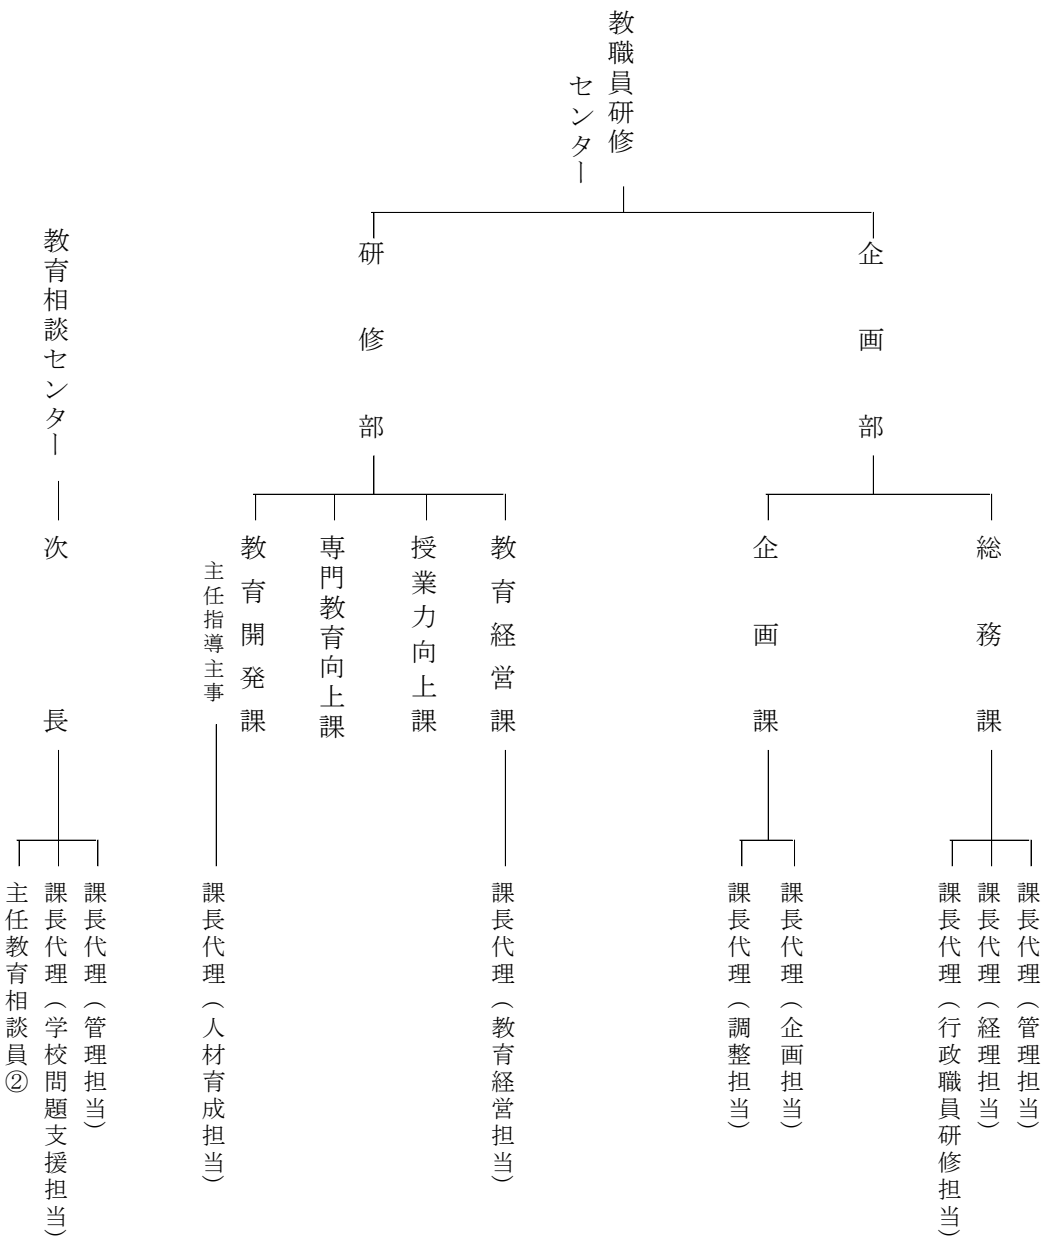 教職員研修
センター
企画部
総務課
課長代理（管理担当）
課長代理（経理担当）
課長代理（行政職員研修担当）
企画課
課長代理（企画担当）
課長代理（調整担当）
研修部
教育経営課
課長代理（教育経営担当）
授業力向上課
専門教育向上課
教育開発課
主任指導主事
課長代理（人材育成担当）
教育相談センター
次長
課長代理（管理担当）
課長代理（学校問題支援担当）
主任教育相談員②